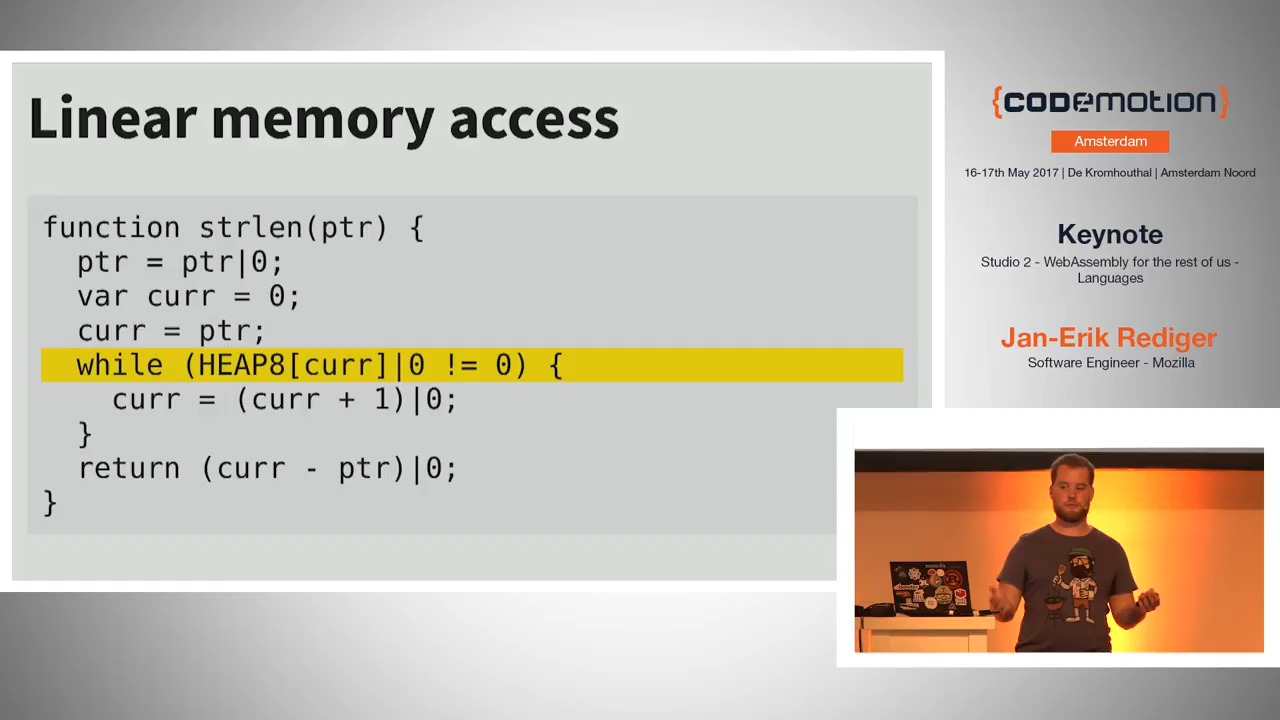 Linear memory access
function strlen(ptr) {
  ptr = ptr|0;
  var curr = 0;
  curr = ptr;
  while (HEAP8[curr]|0 != 0) {
    curr = (curr + 1)|0;
  }
  return (curr - ptr)|0;
}
{CODEMOTION}
Amsterdam
16-17th May 2017 | De Kromhouthal | Amsterdam Noord
Keynote
Studio 2 - WebAssembly for the rest of us -
Languages
Jan-Erik Rediger
Software Engineer - Mozilla